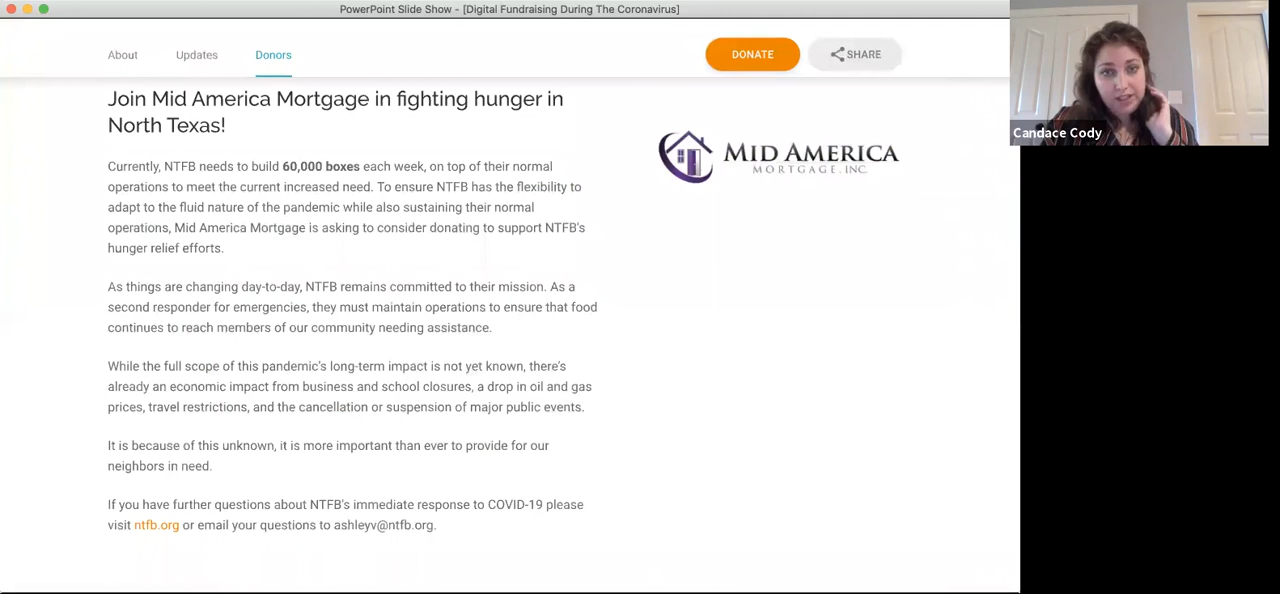 PowerPoint Slide Show - [Digital Fundraising During The Coronavirus]
About
Updates
Donors
DONATE
SHARE
Candace Cody
Join Mid America Mortgage in fighting hunger in
North Texas!
MID AMERICA
MORTGAGE, INC.
Currently, NTFB needs to build 60,000 boxes each week, on top of their normal
operations to meet the current increased need. To ensure NTFB has the flexibility to
adapt to the fluid nature of the pandemic while also sustaining their normal
operations, Mid America Mortgage is asking to consider donating to support NTFB's
hunger relief efforts.
As things are changing day-to-day, NTFB remains committed to their mission. As a
second responder for emergencies, they must maintain operations to ensure that food
continues to reach members of our community needing assistance.
While the full scope of this pandemic's long-term impact is not yet known, there's
already an economic impact from business and school closures, a drop in oil and gas
prices, travel restrictions, and the cancellation or suspension of major public events.
It is because of this unknown, it is more important than ever to provide for our
neighbors in need.
If you have further questions about NTFB's immediate response to COVID-19 please
visit ntfb.org or email your questions to ashleyv@ntfb.org.